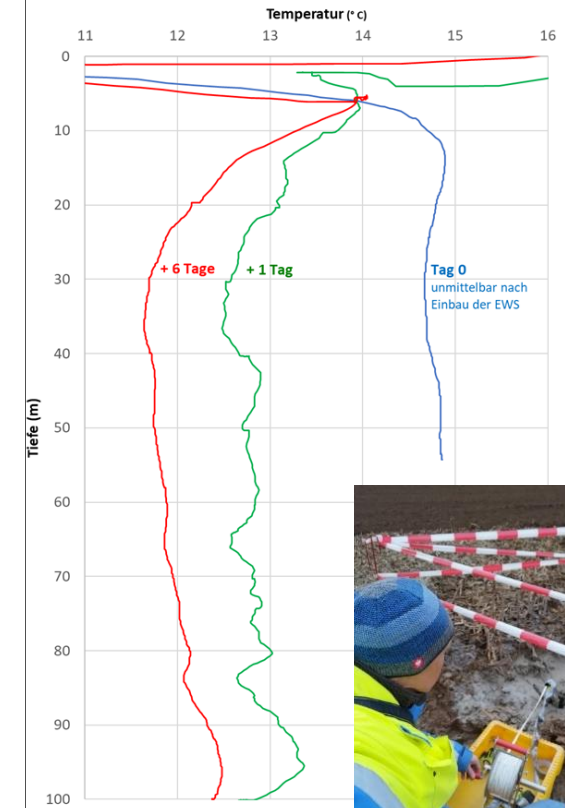 Temperatur (° C)
11 12 13 14 15 16
0
10
20
+ 6 Tage + 1 Tag Tag 0
30 unmittelbar nach
Einbau der EWS
40
Tiefe (m)
50
60
70
80
90
100